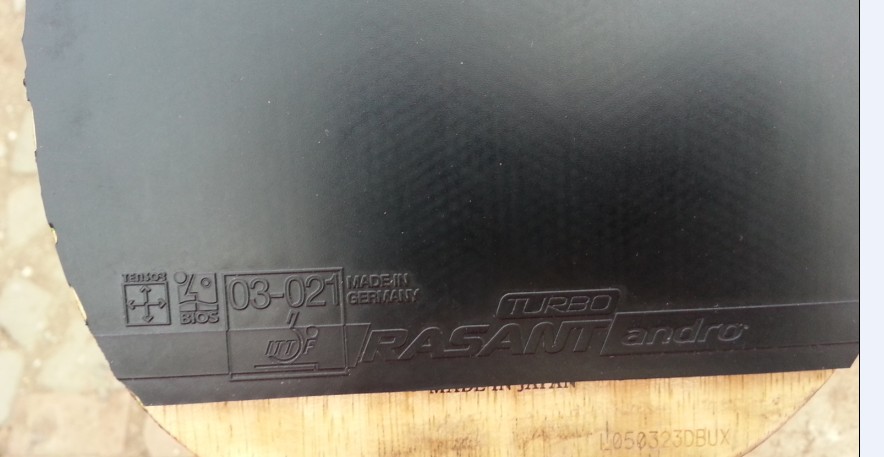 TENSOR
BIOS
03-021
MADE IN
GERMANY
ITTF
TURBO
RASANT
andro
MADE IN JAPAN
L050323DBUX